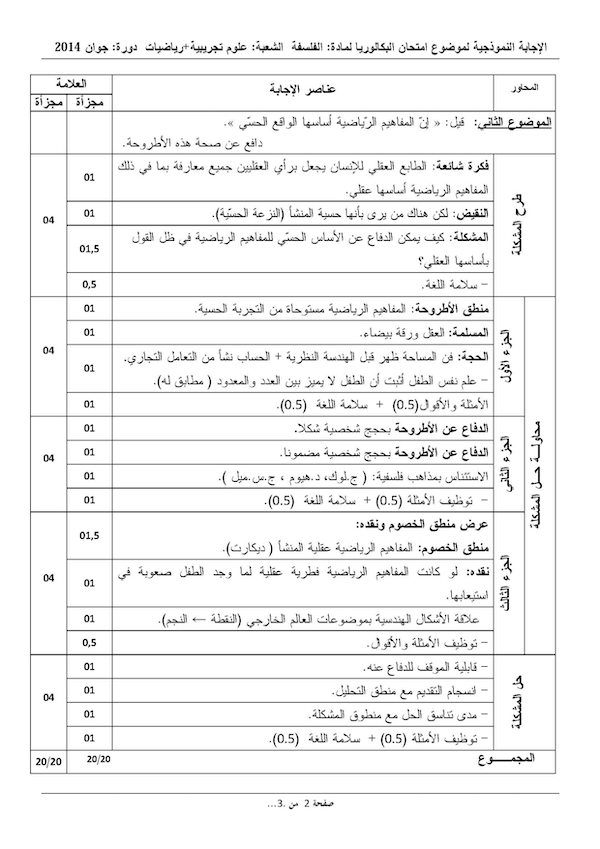 الإجابة النموذجية لموضوع امتحان البكالوريا لمادة: الفلسفة الشعبة: علوم تجريبية+رياضيات دورة: جوان 2014
المحاور
عناصر الإجابة
العلامة
مجزأة
مجزأة
الموضوع الثاني: قيل: « إنّ المفاهيم الرّياضية أساسها الواقع الحسّي ».
دافع عن صحة هذه الأطروحة.
طرح المشكلة
فكرة شائعة: الطابع العقلي للإنسان يجعل برأي العقليين جميع معارفة بما في ذلك
المفاهيم الرياضية أساسها عقلي.
01
04
النقيض: لكن هناك من يرى بأنها حسية المنشأ (النزعة الحسّية).
01
المشكلة: كيف يمكن الدفاع عن الأساس الحسّي للمفاهيم الرياضية في ظل القول
بأساسها العقلي؟
01,5
– سلامة اللغة.
0,5
محاولــة حــل المشكلة
الجزء الأول
منطق الأطروحة: المفاهيم الرياضية مستوحاة من التجربة الحسية.
01
04
المسلمة: العقل ورقة بيضاء.
01
الحجة: فن المساحة ظهر قبل الهندسة النظرية + الحساب نشأ من التعامل التجاري.
– علم نفس الطفل أثبت أن الطفل لا يميز بين العدد والمعدود ( مطابق له).
01
الأمثلة والأقوال(0.5) + سلامة اللغة (0.5).
01
الجزء الثاني
الدفاع عن الأطروحة بحجج شخصية شكلا.
01
04
الدفاع عن الأطروحة بحجج شخصية مضمونا.
01
الاستئناس بمذاهب فلسفية: ( ج.لوك، د.هيوم ، ج.س.ميل ).
01
– توظيف الأمثلة (0.5) + سلامة اللغة (0.5).
01
الجزء الثالث
عرض منطق الخصوم ونقده:
منطق الخصوم: المفاهيم الرياضية عقلية المنشأ ( ديكارت).
01,5
04
نقده: لو كانت المفاهيم الرياضية فطرية عقلية لما وجد الطفل صعوبة في
استيعابها.
01
علاقة الأشكال الهندسية بموضوعات العالم الخارجي (النقطة ← النجم).
01
– توظيف الأمثلة والأقوال.
0,5
حل المشكلة
– قابلية الموقف للدفاع عنه.
01
04
– انسجام التقديم مع منطق التحليل.
01
– مدى تناسق الحل مع منطوق المشكلة.
01
– توظيف الأمثلة (0.5) + سلامة اللغة (0.5).
01
المجمـــــوع
20/20
20/20
صفحة 2 من .3...